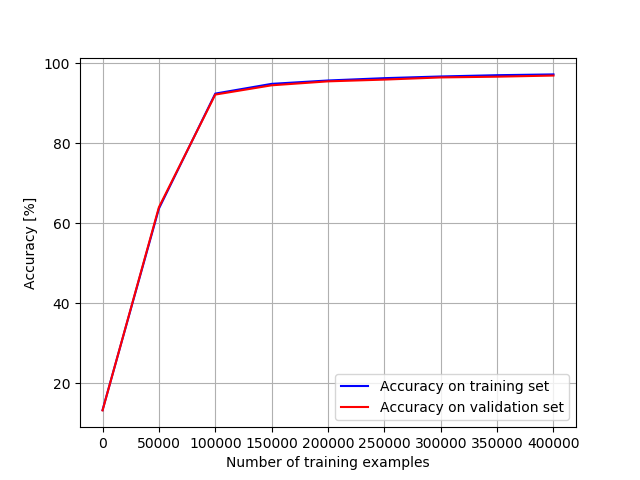 100
80
60
40
20
Accuracy [%]
Accuracy on training set
Accuracy on validation set
0 50000 100000 150000 200000 250000 300000 350000 400000
Number of training examples